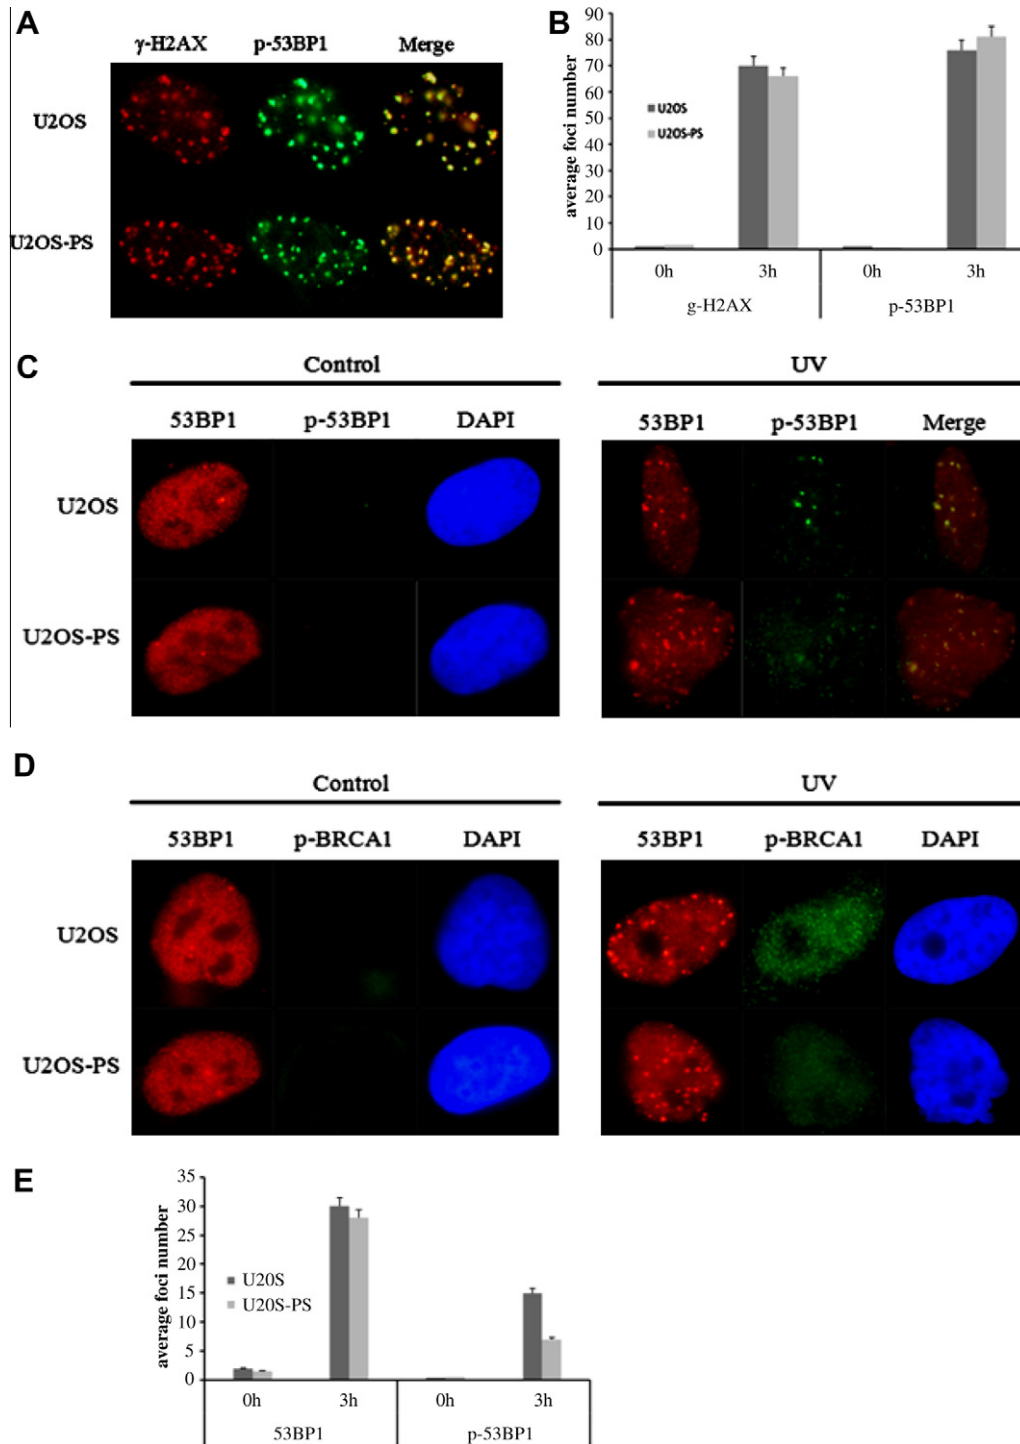 A
γ-H2AX p-53BP1 Merge
U2OS
U2OS-PS
B
average foci number
90
80
70
60
50
40
30
20
10
0
U2OS
U2OS-PS
0h 3h 0h 3h
g-H2AX p-53BP1
C
Control UV
53BP1 p-53BP1 DAPI 53BP1 p-53BP1 Merge
U2OS
U2OS-PS
D
Control UV
53BP1 p-BRCA1 DAPI 53BP1 p-BRCA1 DAPI
U2OS
U2OS-PS
E
average foci number
35
30
25
20
15
10
5
0
U20S
U20S-PS
0h 3h 0h 3h
53BP1 p-53BP1